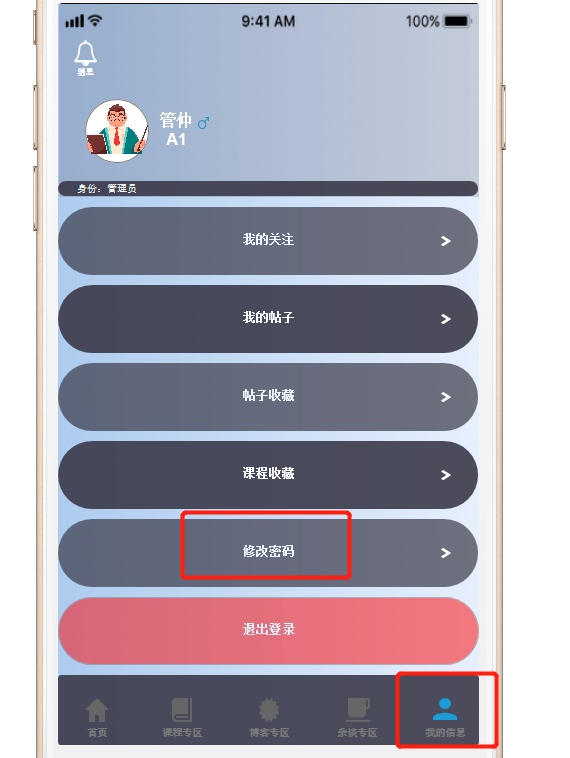 9:41 AM
100%
消息
管仲
A1
身份：管理员
我的关注
我的帖子
帖子收藏
课程收藏
修改密码
退出登录
首页
课程专区
博客专区
杂谈专区
我的信息